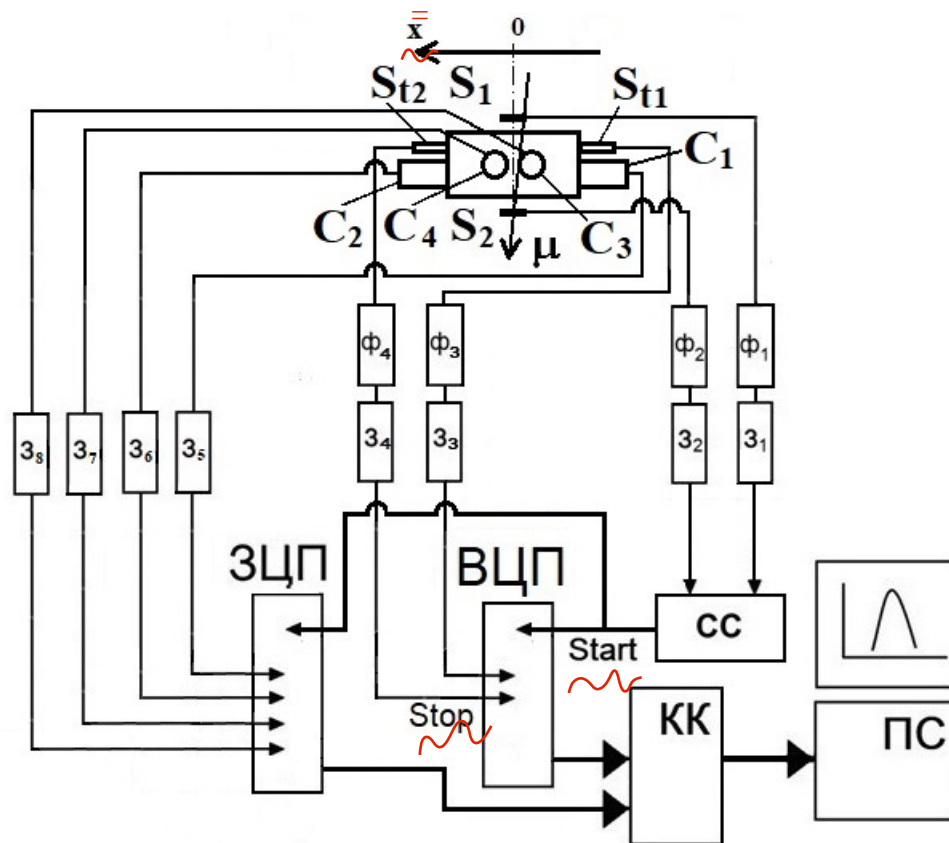 x 0
St2 S1 St1
C1
C2 C4 S2 C3
μ
ф4 ф3 ф2 ф1
З8 З7 З6 З5 З4 З3 З2 З1
ЗЦП ВЦП
СС
Start
Stop
КК ПС